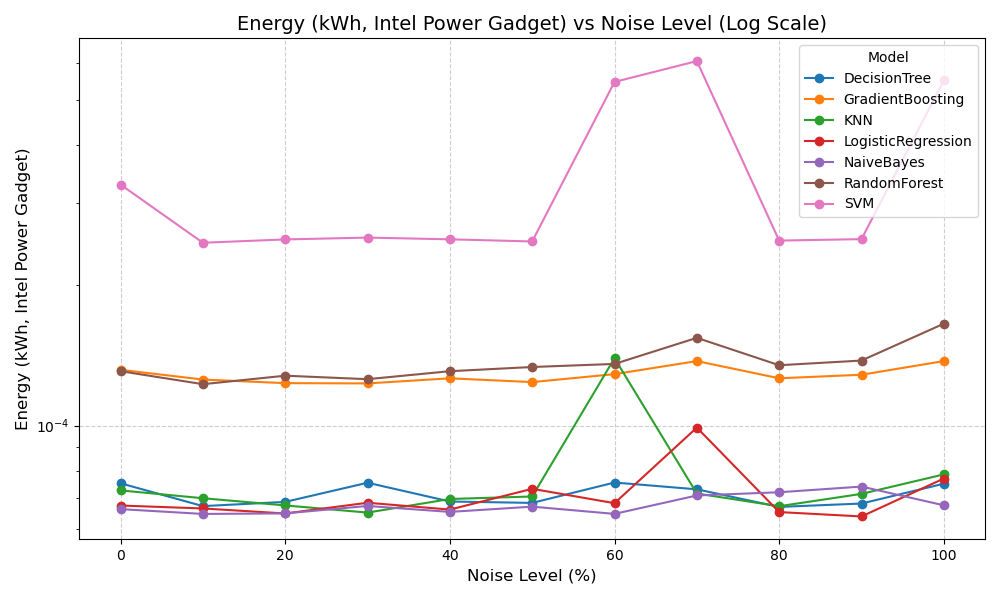 Energy (kWh, Intel Power Gadget) vs Noise Level (Log Scale)
Energy (kWh, Intel Power Gadget)
10⁻⁴
Model
DecisionTree
GradientBoosting
KNN
LogisticRegression
NaiveBayes
RandomForest
SVM
0 20 40 60 80 100
Noise Level (%)